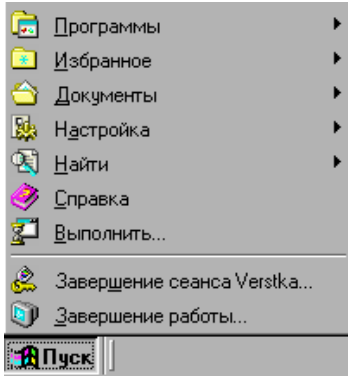 Программы
Избранное
Документы
Настройка
Найти
Справка
Выполнить...
Завершение сеанса Verstka...
Завершение работы...
Пуск